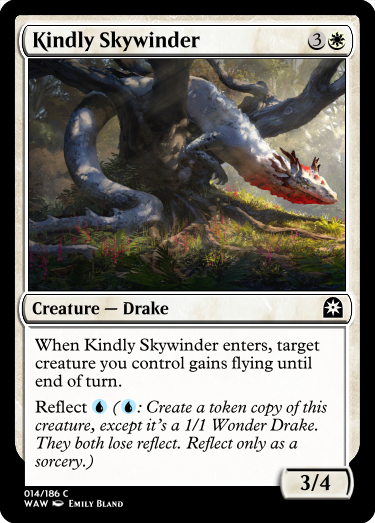 Kindly Skywinder 3
Creature — Drake
When Kindly Skywinder enters, target
creature you control gains flying until
end of turn.
Reflect (: Create a token copy of this
creature, except it's a 1/1 Wonder Drake.
They both lose reflect. Reflect only as a
sorcery.)
3/4
014/186 C
WAW Emily Bland